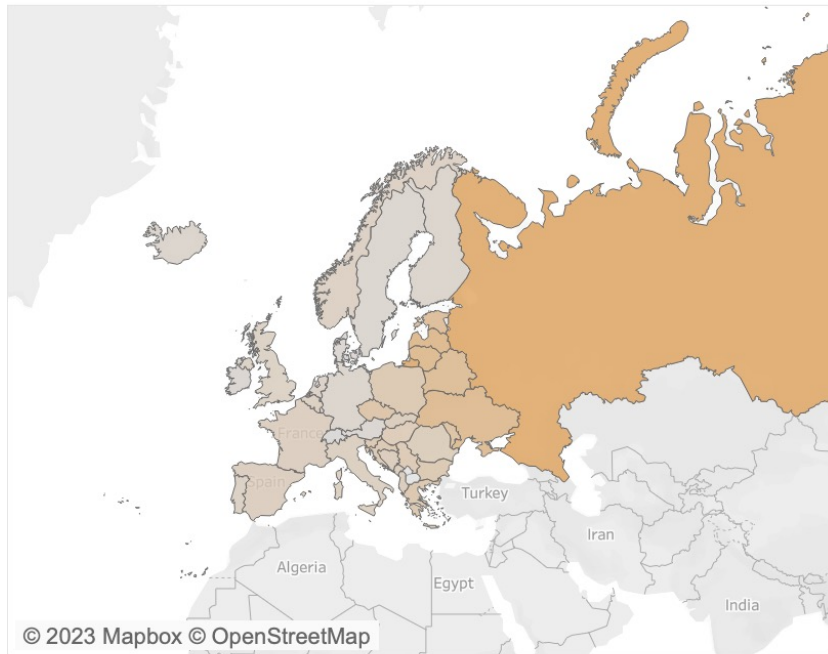 France
Spain
Turkey
Iran
Algeria
Egypt
India
© 2023 Mapbox © OpenStreetMap